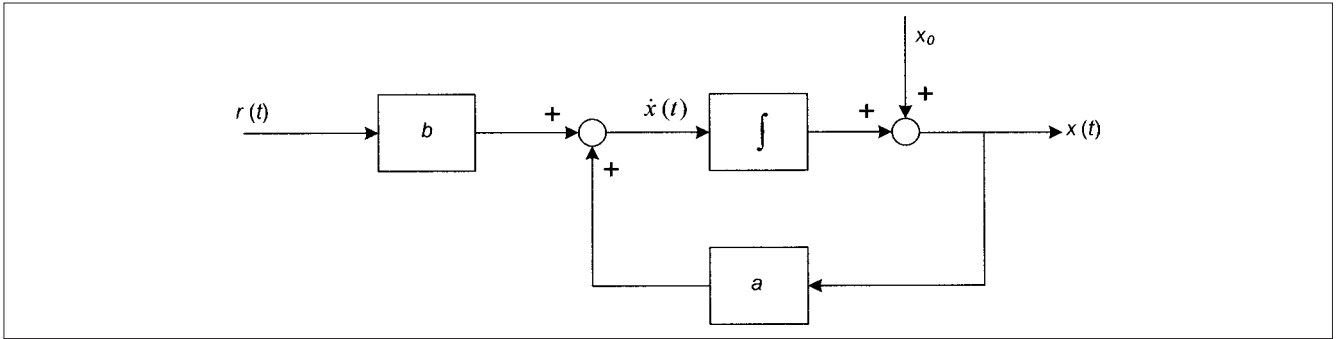 x₀
r (t)
b
+
ẋ (t)
∫
+
+
x (t)
+
a